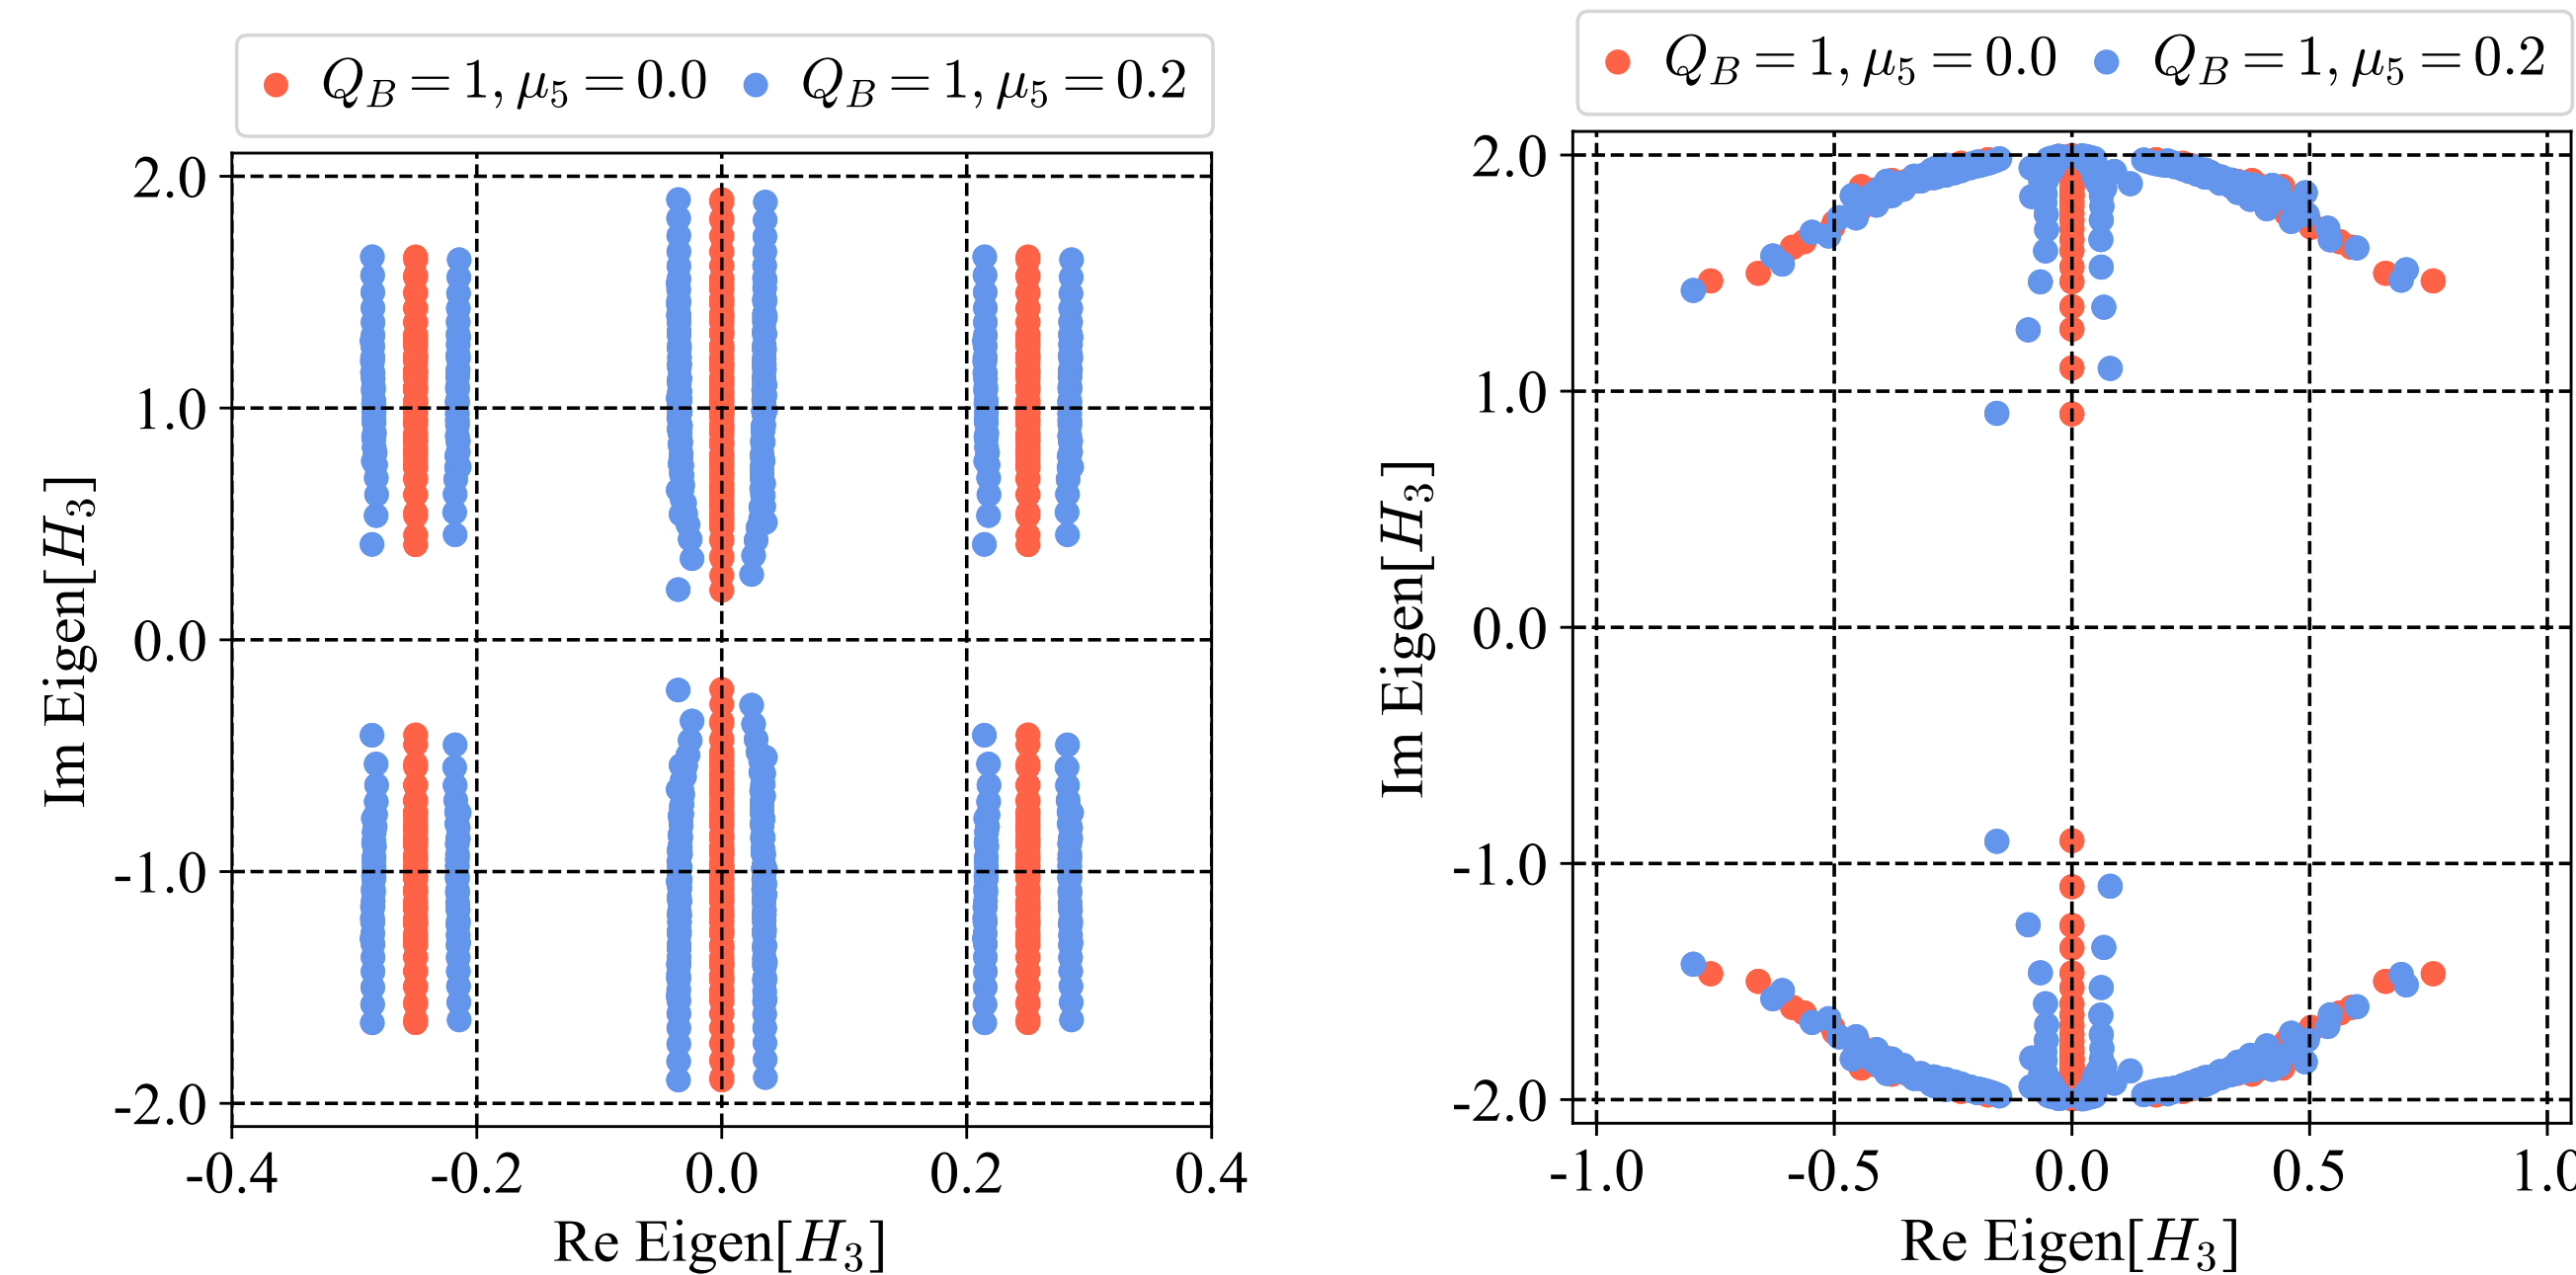 Q_B = 1, μ_5 = 0.0 Q_B = 1, μ_5 = 0.2
2.0
1.0
0.0
-1.0
-2.0
Im Eigen[H_3]
-0.4 -0.2 0.0 0.2 0.4
Re Eigen[H_3]
Q_B = 1, μ_5 = 0.0 Q_B = 1, μ_5 = 0.2
2.0
1.0
0.0
-1.0
-2.0
Im Eigen[H_3]
-1.0 -0.5 0.0 0.5 1.0
Re Eigen[H_3]